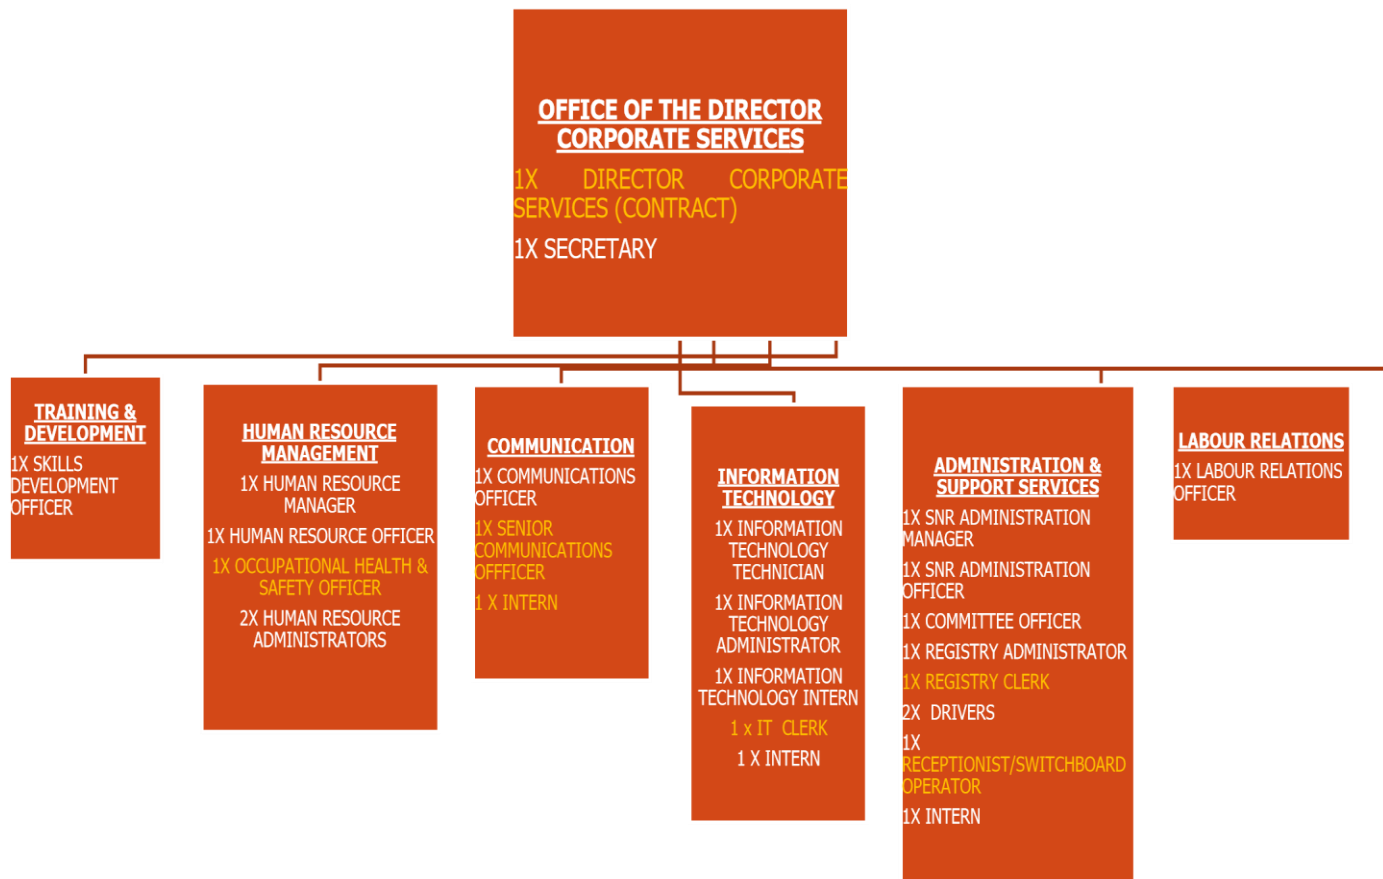 OFFICE OF THE DIRECTOR
CORPORATE SERVICES
1X DIRECTOR CORPORATE
SERVICES (CONTRACT)
1X SECRETARY
TRAINING &
DEVELOPMENT
1X SKILLS
DEVELOPMENT
OFFICER
HUMAN RESOURCE
MANAGEMENT
1X HUMAN RESOURCE
MANAGER
1X HUMAN RESOURCE OFFICER
1X OCCUPATIONAL HEALTH &
SAFETY OFFICER
2X HUMAN RESOURCE
ADMINISTRATORS
COMMUNICATION
1X COMMUNICATIONS
OFFICER
1X SENIOR
COMMUNICATIONS
OFFFICER
1 X INTERN
INFORMATION
TECHNOLOGY
1X INFORMATION
TECHNOLOGY
TECHNICIAN
1X INFORMATION
TECHNOLOGY
ADMINISTRATOR
1X INFORMATION
TECHNOLOGY INTERN
1 x IT CLERK
1 X INTERN
ADMINISTRATION &
SUPPORT SERVICES
1X SNR ADMINISTRATION
MANAGER
1X SNR ADMINISTRATION
OFFICER
1X COMMITTEE OFFICER
1X REGISTRY ADMINISTRATOR
1X REGISTRY CLERK
2X DRIVERS
1X
RECEPTIONIST/SWITCHBOARD
OPERATOR
1X INTERN
LABOUR RELATIONS
1X LABOUR RELATIONS
OFFICER